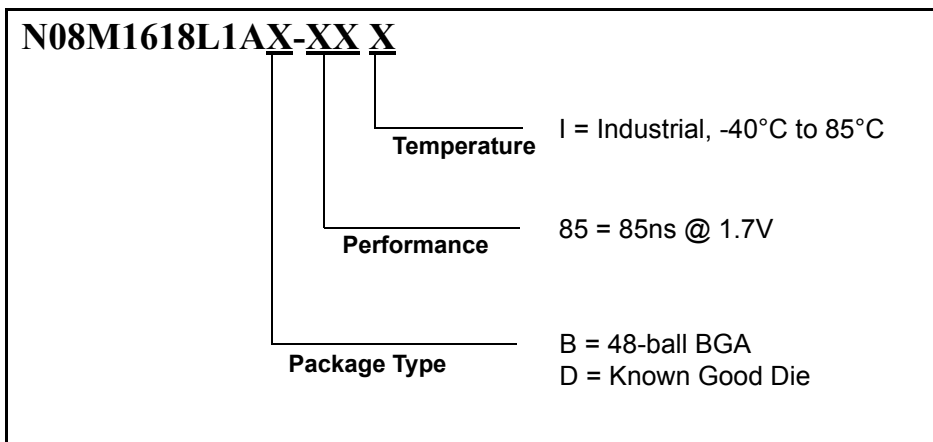 N08M1618L1AX-XX X
Temperature
I = Industrial, -40°C to 85°C
Performance
85 = 85ns @ 1.7V
Package Type
B = 48-ball BGA
D = Known Good Die